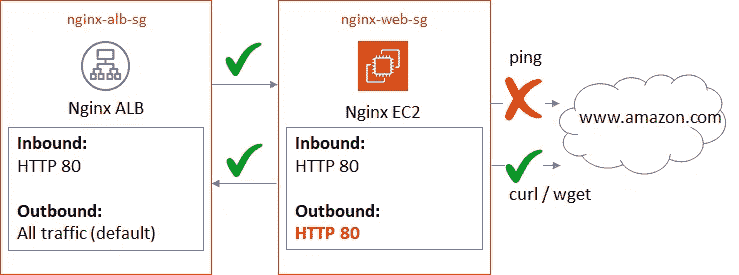 nginx-alb-sg
Nginx ALB
Inbound:
HTTP 80
Outbound:
All traffic (default)
nginx-web-sg
Nginx EC2
Inbound:
HTTP 80
Outbound:
HTTP 80
ping
www.amazon.com
curl / wget